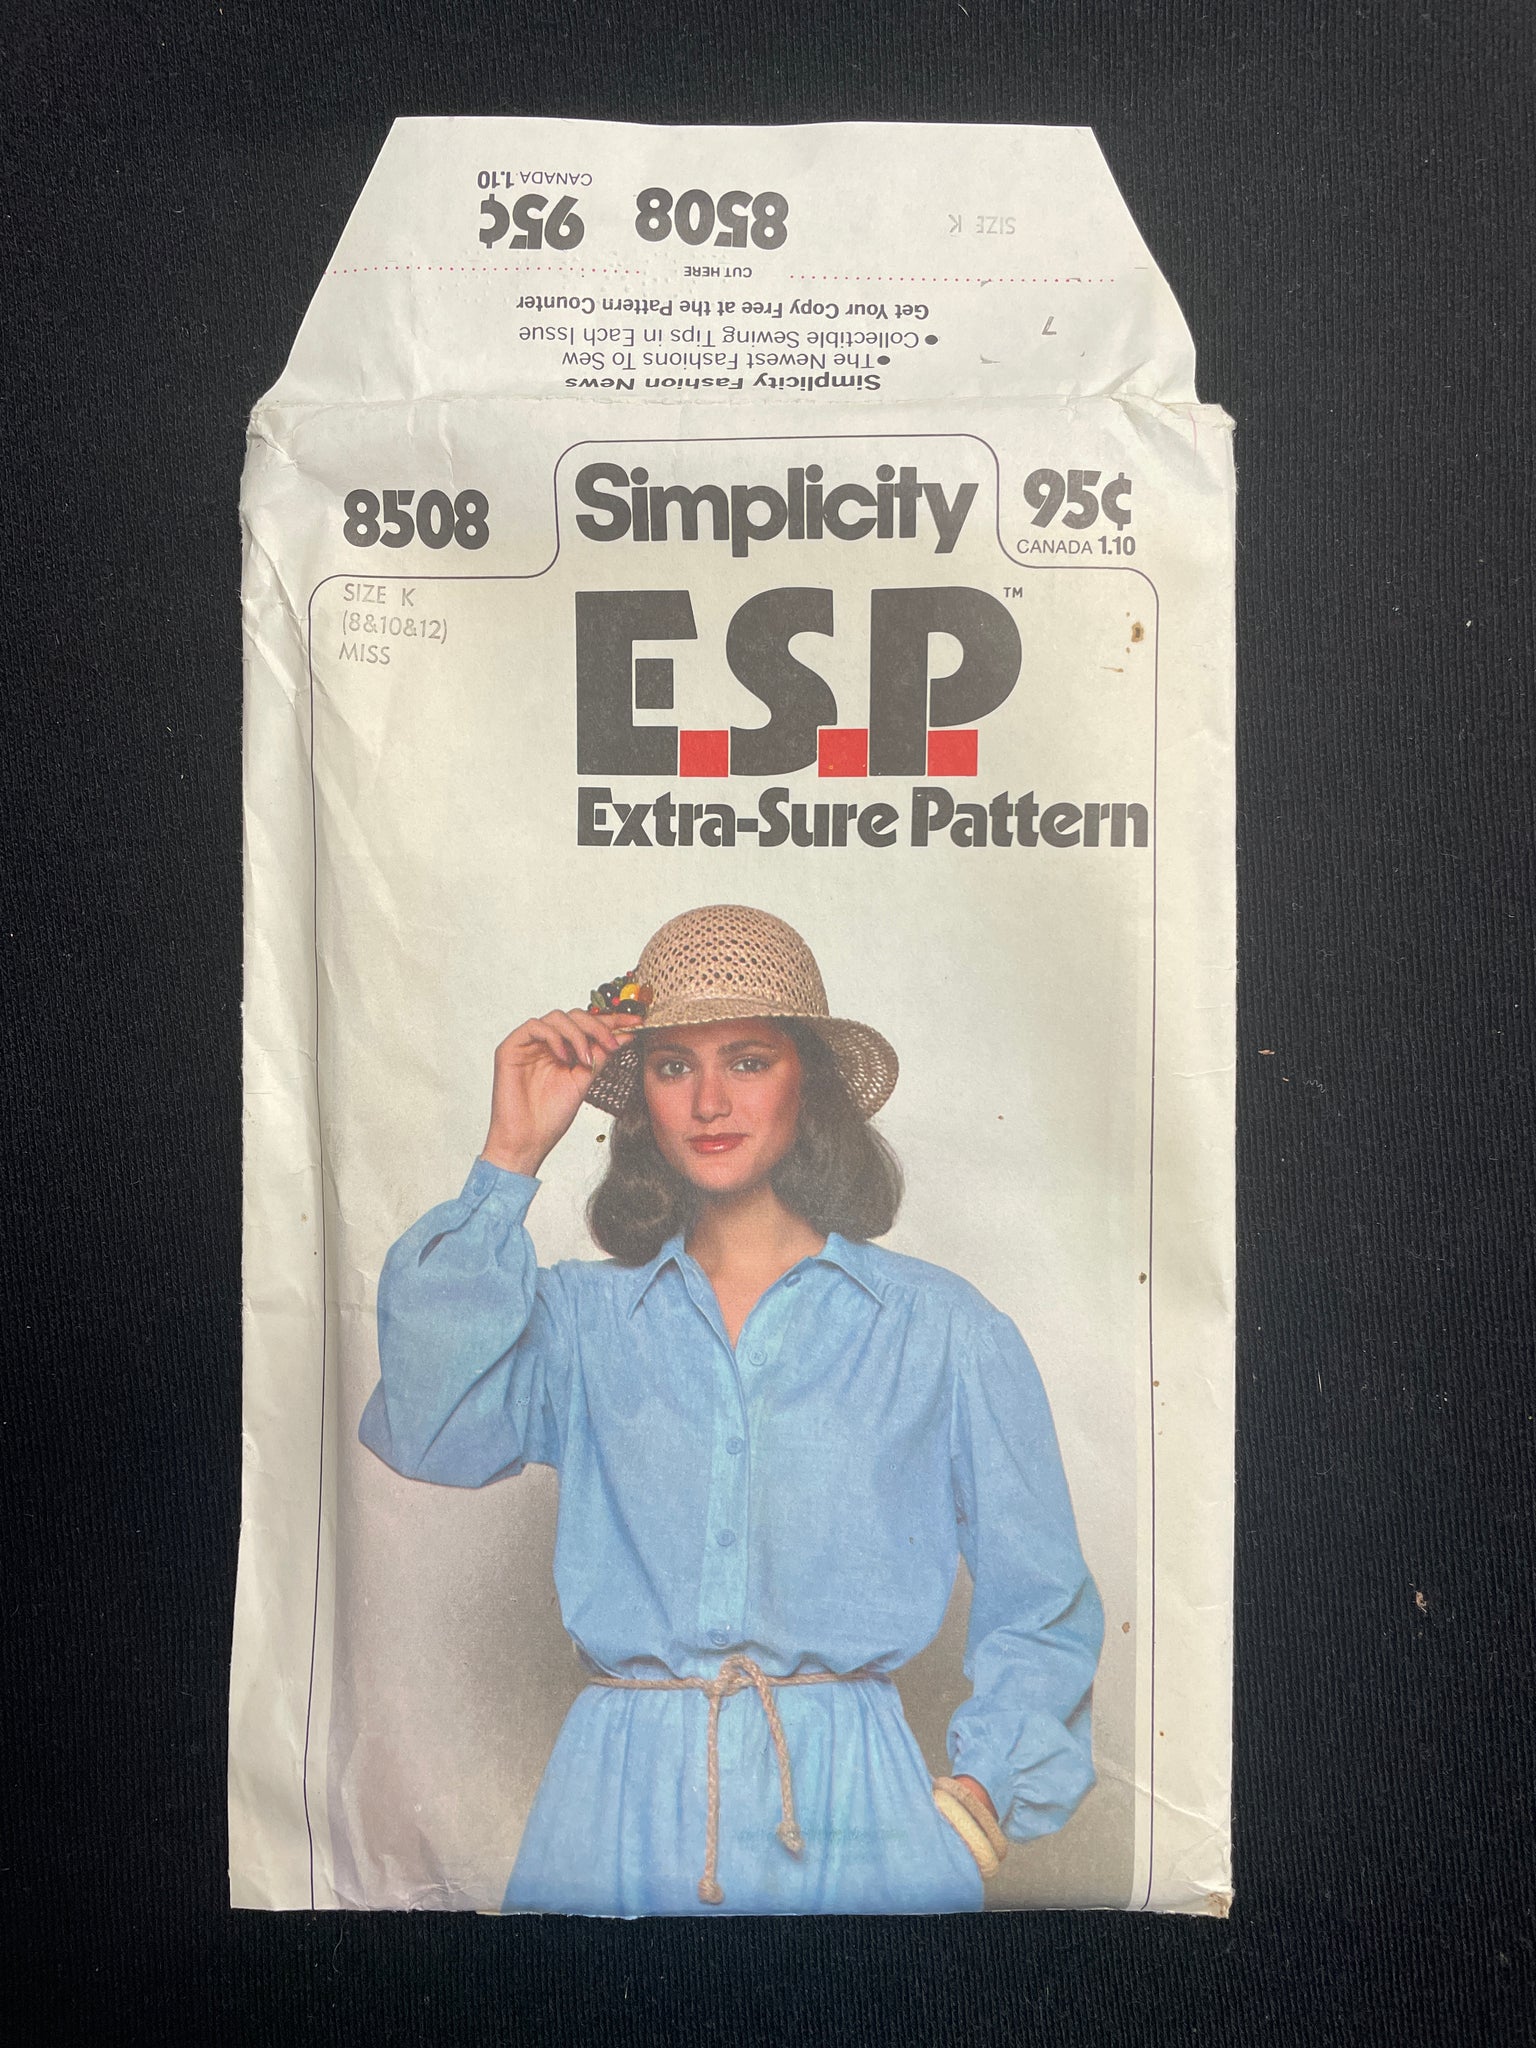 CANADA 1.10
95¢ 8508
SIZE K
CUT HERE
Get Your Copy Free at the Pattern Counter
• Collectible Sewing Tips in Each Issue
• The Newest Fashions To Sew
Simplicity Fashion News
7
8508
Simplicity
95¢
CANADA 1.10
SIZE K
(8&10&12)
MISS
E.S.P.™
Extra-Sure Pattern